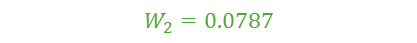 W₂ = 0.0787